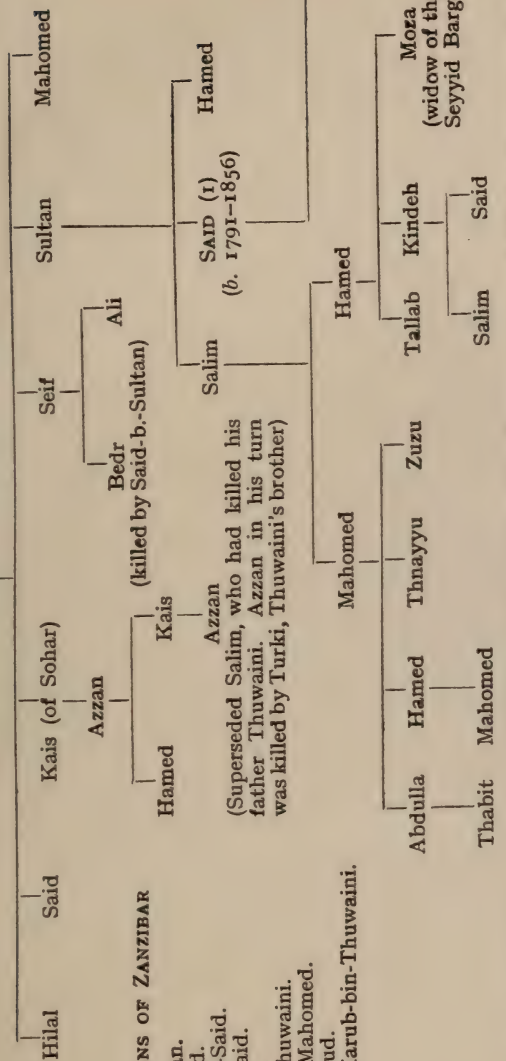 Hilal Said Kais (of Sohar) Seif Sultan Mahomed
Azzan
Bedr Ali
(killed by Said-b.-Sultan)
Hamed Kais
Azzan
(Superseded Salim, who had killed his
father Thuwaini. Azzan in his turn
was killed by Turki, Thuwaini's brother)
Salim SAID (1) Hamed
(b. 1791–1856)
Mahomed Hamed
Abdulla Hamed Thnayyu Zuzu
Thabit Mahomed
Tallab Kindeh Moza
(widow of th
Seyyid Barg
Salim Said
NS OF ZANZIBAR
an.
d.
-Said.
aid.
huwaini.
Mahomed.
ud.
Karub-bin-Thuwaini.